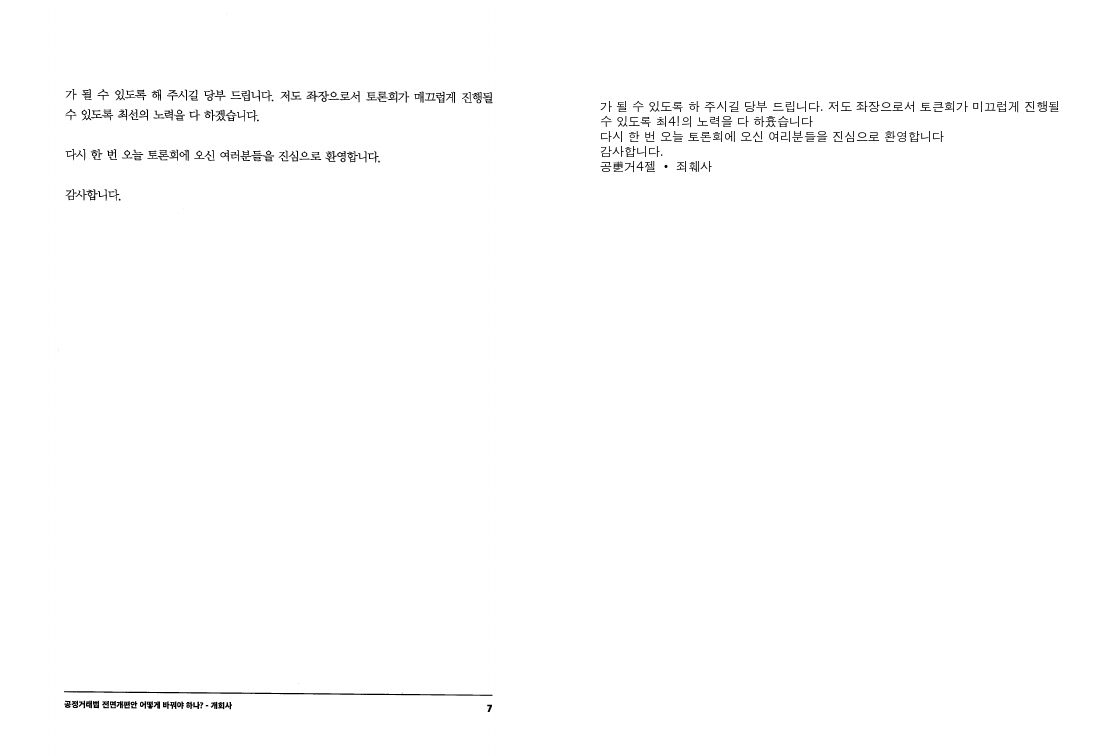 가 될 수 있도록 해 주시길 당부 드립니다. 저도 좌장으로서 토론회가 매끄럽게 진행될
수 있도록 최선의 노력을 다 하겠습니다.
다시 한 번 오늘 토론회에 오신 여러분들을 진심으로 환영합니다.
감사합니다.
공정거래법 전면개편안 어떻게 바꿔야 하나? - 개회사
7
가 될 수 있도록 하 주시길 당부 드립니다. 저도 좌장으로서 토큰회가 미끄럽게 진행될
수 있도록 최4!의 노력을 다 하흤습니다
다시 한 번 오늘 토론회에 오신 여리분들을 진심으로 환영합니다
감사합니다.
거4젤 • 죄훼사